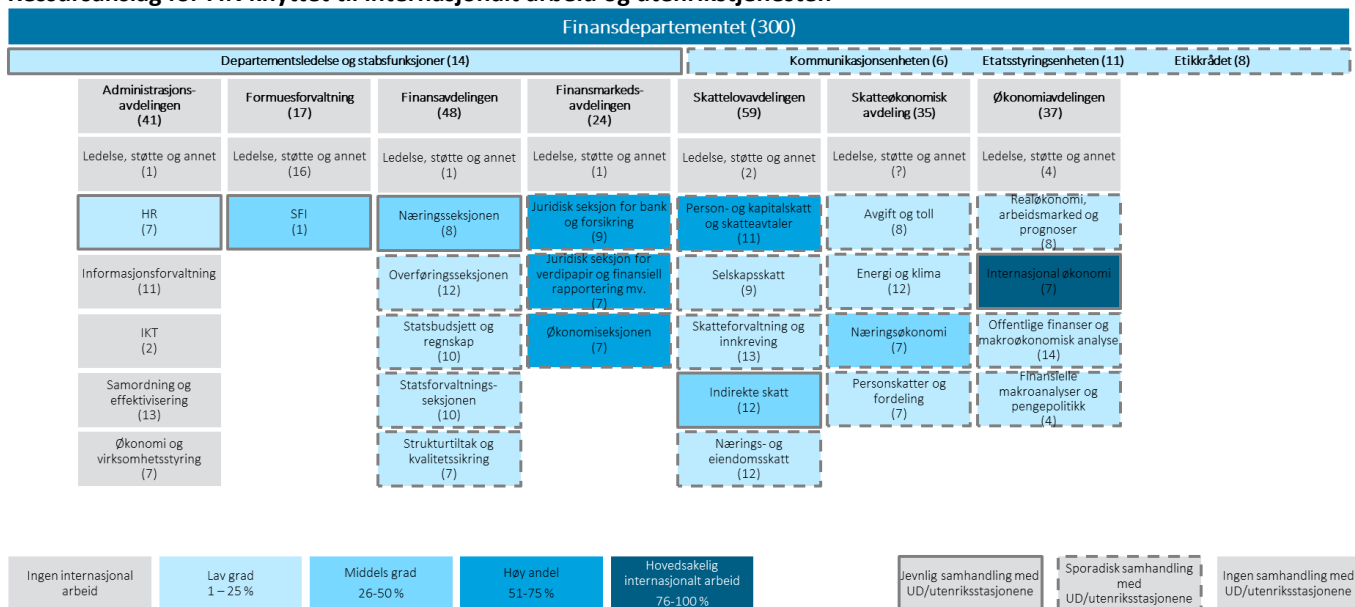 Ressursanslag for FIN knyttet til internasjonalt arbeid og utenrikstjenesten
Finansdepartementet (300)
Departementsledelse og stabsfunksjoner (14)
Kommunikasjonsenheten (6)
Etatsstyringsenheten (11)
Etikkrådet (8)
Administrasjons-
avdelingen
(41)
Ledelse, støtte og annet
(1)
HR
(7)
Informasjonsforvaltning
(11)
IKT
(2)
Samordning og
effektivisering
(13)
Økonomi og
virksomhetsstyring
(7)
Formuesforvaltning
(17)
Ledelse, støtte og annet
(16)
SFI
(1)
Finansavdelingen
(48)
Ledelse, støtte og annet
(1)
Næringsseksjonen
(8)
Overføringsseksjonen
(12)
Statsbudsjett og
regnskap
(10)
Statsforvaltnings-
seksjonen
(10)
Strukturtiltak og
kvalitetssikring
(7)
Finansmarkeds-
avdelingen
(24)
Ledelse, støtte og annet
(1)
Juridisk seksjon for bank
og forsikring
(9)
Juridisk seksjon for
verdipapir og finansiell
rapportering mv.
(7)
Økonomiseksjonen
(7)
Skattelovavdelingen
(59)
Ledelse, støtte og annet
(2)
Person- og kapitalskatt
og skatteavtaler
(11)
Selskapsskatt
(9)
Skatteforvaltning og
innkreving
(13)
Indirekte skatt
(12)
Nærings- og
eiendomsskatt
(12)
Skatteøkonomisk
avdeling (35)
Ledelse, støtte og annet
(?)
Avgift og toll
(8)
Energi og klima
(12)
Næringsøkonomi
(7)
Personskatter og
fordeling
(7)
Økonomiavdelingen
(37)
Ledelse, støtte og annet
(4)
Realøkonomi,
arbeidsmarked og
prognoser
(8)
Internasjonal økonomi
(7)
Offentlige finanser og
makroøkonomisk analyse
(14)
Finansielle
makroanalyser og
pengepolitikk
(4)
Ingen internasjonal
arbeid
Lav grad
1 – 25 %
Middels grad
26-50 %
Høy andel
51-75 %
Hovedsakelig
internasjonalt arbeid
76-100 %
Jevnlig samhandling med
UD/utenriksstasjonene
Sporadisk samhandling
med
UD/utenriksstasjonene
Ingen samhandling med
UD/utenriksstasjonene